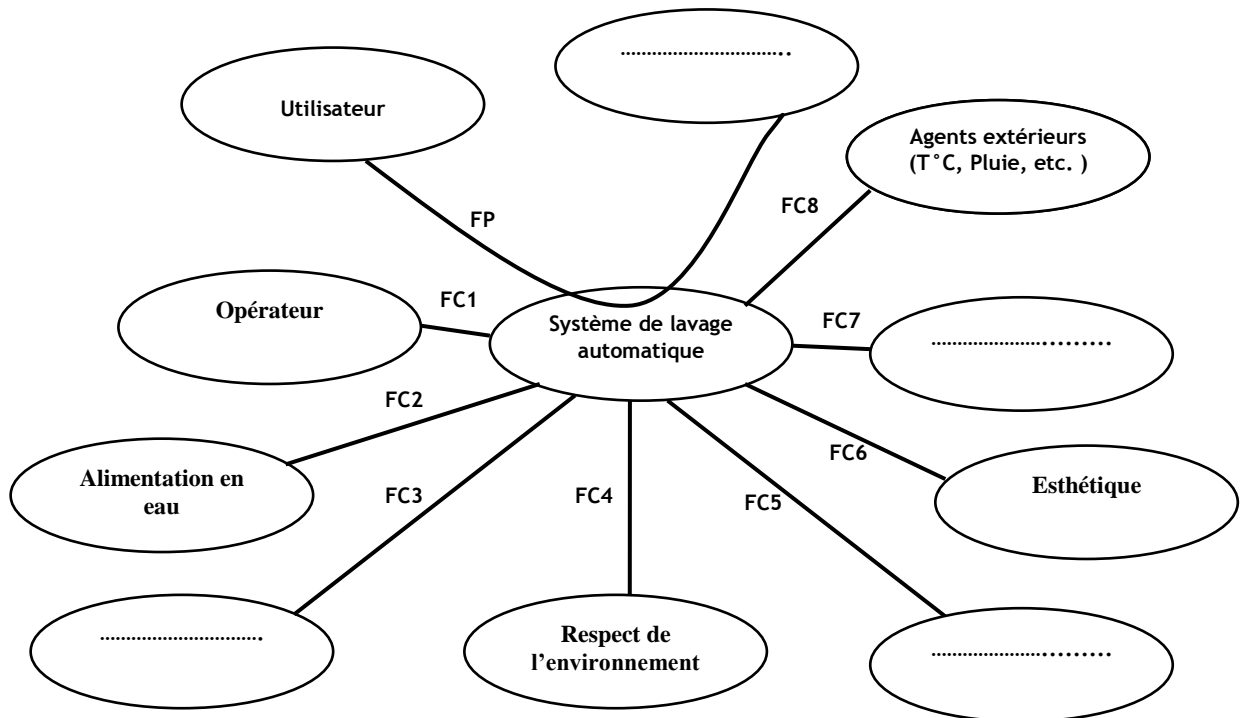 ................................
Utilisateur
Agents extérieurs
(T°C, Pluie, etc. )
FC8
FP
Opérateur
FC1
Système de lavage
automatique
FC7
................................
FC2
FC6
Alimentation en
eau
FC3
FC4
FC5
Esthétique
................................
Respect de
l'environnement
................................